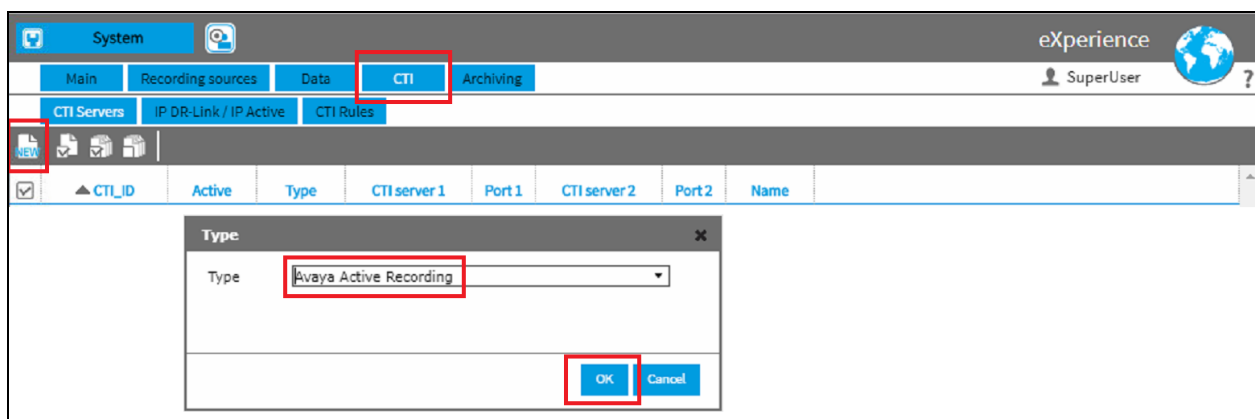 System eXperience
Main Recording sources Data CTI Archiving SuperUser ?
CTI Servers IP DR-Link / IP Active CTI Rules
NEW
CTI_ID Active Type CTI server 1 Port 1 CTI server 2 Port 2 Name
Type
Type Avaya Active Recording
OK Cancel